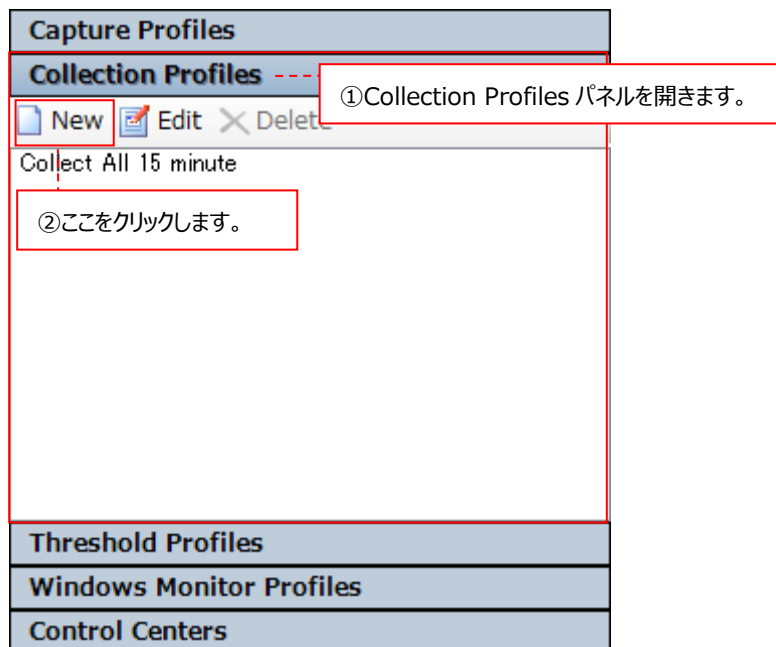 Capture Profiles
Collection Profiles
①Collection Profiles パネルを開きます。
New Edit Delete
Collect All 15 minute
②ここをクリックします。
Threshold Profiles
Windows Monitor Profiles
Control Centers